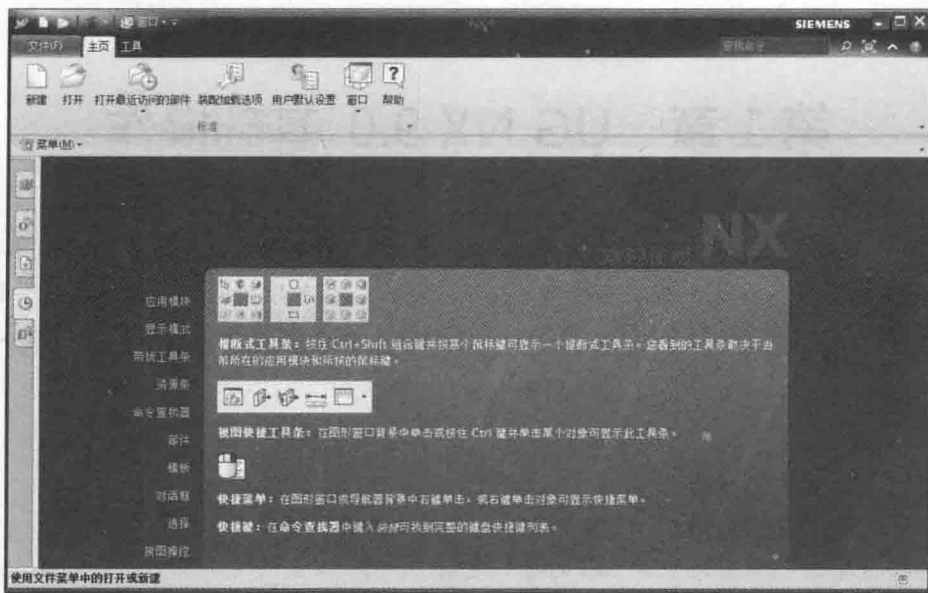 窗口
NX 9
SIEMENS
文件(F) 主页 工具
查找命令
新建 打开 打开最近访问的部件 装配加载选项 用户默认设置 窗口 帮助
标准
菜单(M)
NX
应用模块
显示模式
资源条
命令查找器
部件
模板
对话框
选择
视图操控
推断式工具条：按住 Ctrl+Shift 组合键并按某个鼠标键可显示一个推断式工具条。您看到的工具条取决于当
前所在的应用模块和所按的鼠标键。
视图快捷工具条：在图形窗口背景中单击或按住 Ctrl 键并单击某个对象可显示此工具条。
快捷菜单：在图形窗口或导航器背景中右键单击，或右键单击对象可显示快捷菜单。
快捷键：在命令查找器中键入 可找到完整的键盘快捷键列表。
使用文件菜单中的打开或新建